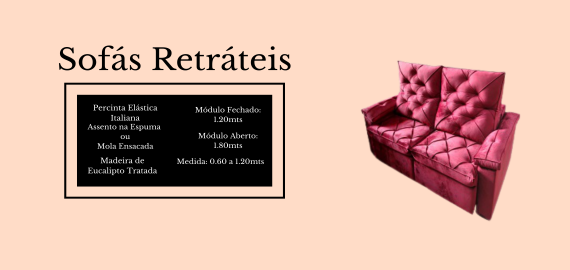 Sofás Retráteis
Percinta Elástica
Italiana
Assento na Espuma
ou
Mola Ensacada
Madeira de
Eucalipto Tratada
Módulo Fechado:
1.20mts
Módulo Aberto:
1.80mts
Medida: 0.60 a 1.20mts